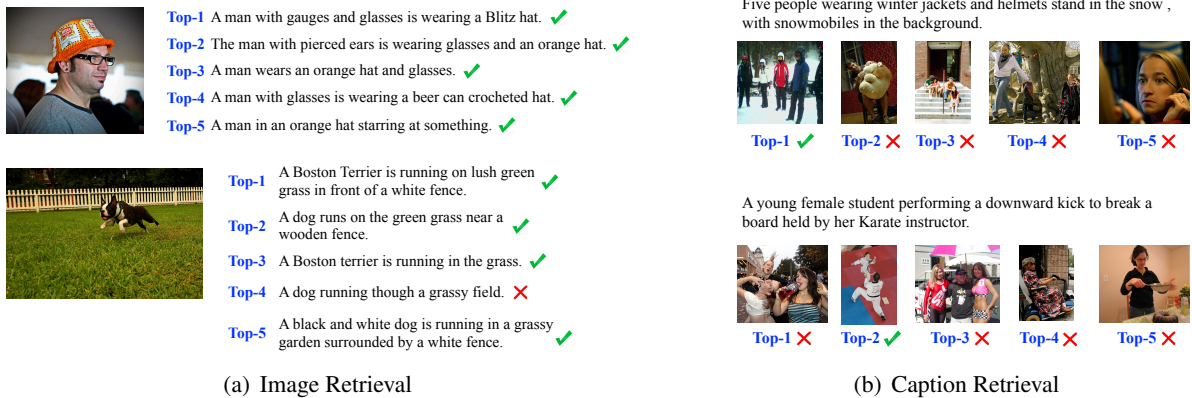 Top-1 A man with gauges and glasses is wearing a Blitz hat.
Top-2 The man with pierced ears is wearing glasses and an orange hat.
Top-3 A man wears an orange hat and glasses.
Top-4 A man with glasses is wearing a beer can crocheted hat.
Top-5 A man in an orange hat starring at something.
Top-1 A Boston Terrier is running on lush green
grass in front of a white fence.
Top-2 A dog runs on the green grass near a
wooden fence.
Top-3 A Boston terrier is running in the grass.
Top-4 A dog running though a grassy field.
Top-5 A black and white dog is running in a grassy
garden surrounded by a white fence.
(a) Image Retrieval
Five people wearing winter jackets and helmets stand in the snow ,
with snowmobiles in the background.
Top-1 Top-2 Top-3 Top-4 Top-5
A young female student performing a downward kick to break a
board held by her Karate instructor.
Top-1 Top-2 Top-3 Top-4 Top-5
(b) Caption Retrieval